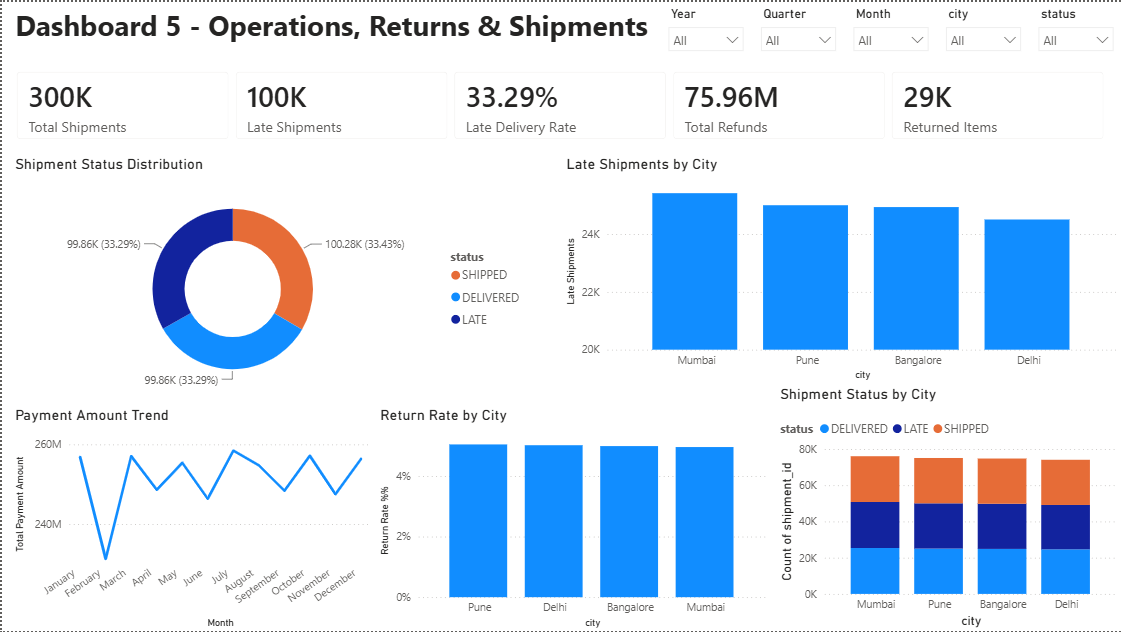 Dashboard 5 - Operations, Returns & Shipments
Year
Quarter
Month
city
status
All
All
All
All
All
300K
Total Shipments
100K
Late Shipments
33.29%
Late Delivery Rate
75.96M
Total Refunds
29K
Returned Items
Shipment Status Distribution
99.86K (33.29%)
100.28K (33.43%)
99.86K (33.29%)
status
SHIPPED
DELIVERED
LATE
Late Shipments by City
Late Shipments
24K
22K
20K
Mumbai
Pune
Bangalore
Delhi
city
Payment Amount Trend
Total Payment Amount
260M
240M
January
February
March
April
May
June
July
August
September
October
November
December
Month
Return Rate by City
Return Rate %%
4%
2%
0%
Pune
Delhi
Bangalore
Mumbai
city
Shipment Status by City
status
DELIVERED
LATE
SHIPPED
Count of shipment_id
80K
60K
40K
20K
0K
Mumbai
Pune
Bangalore
Delhi
city